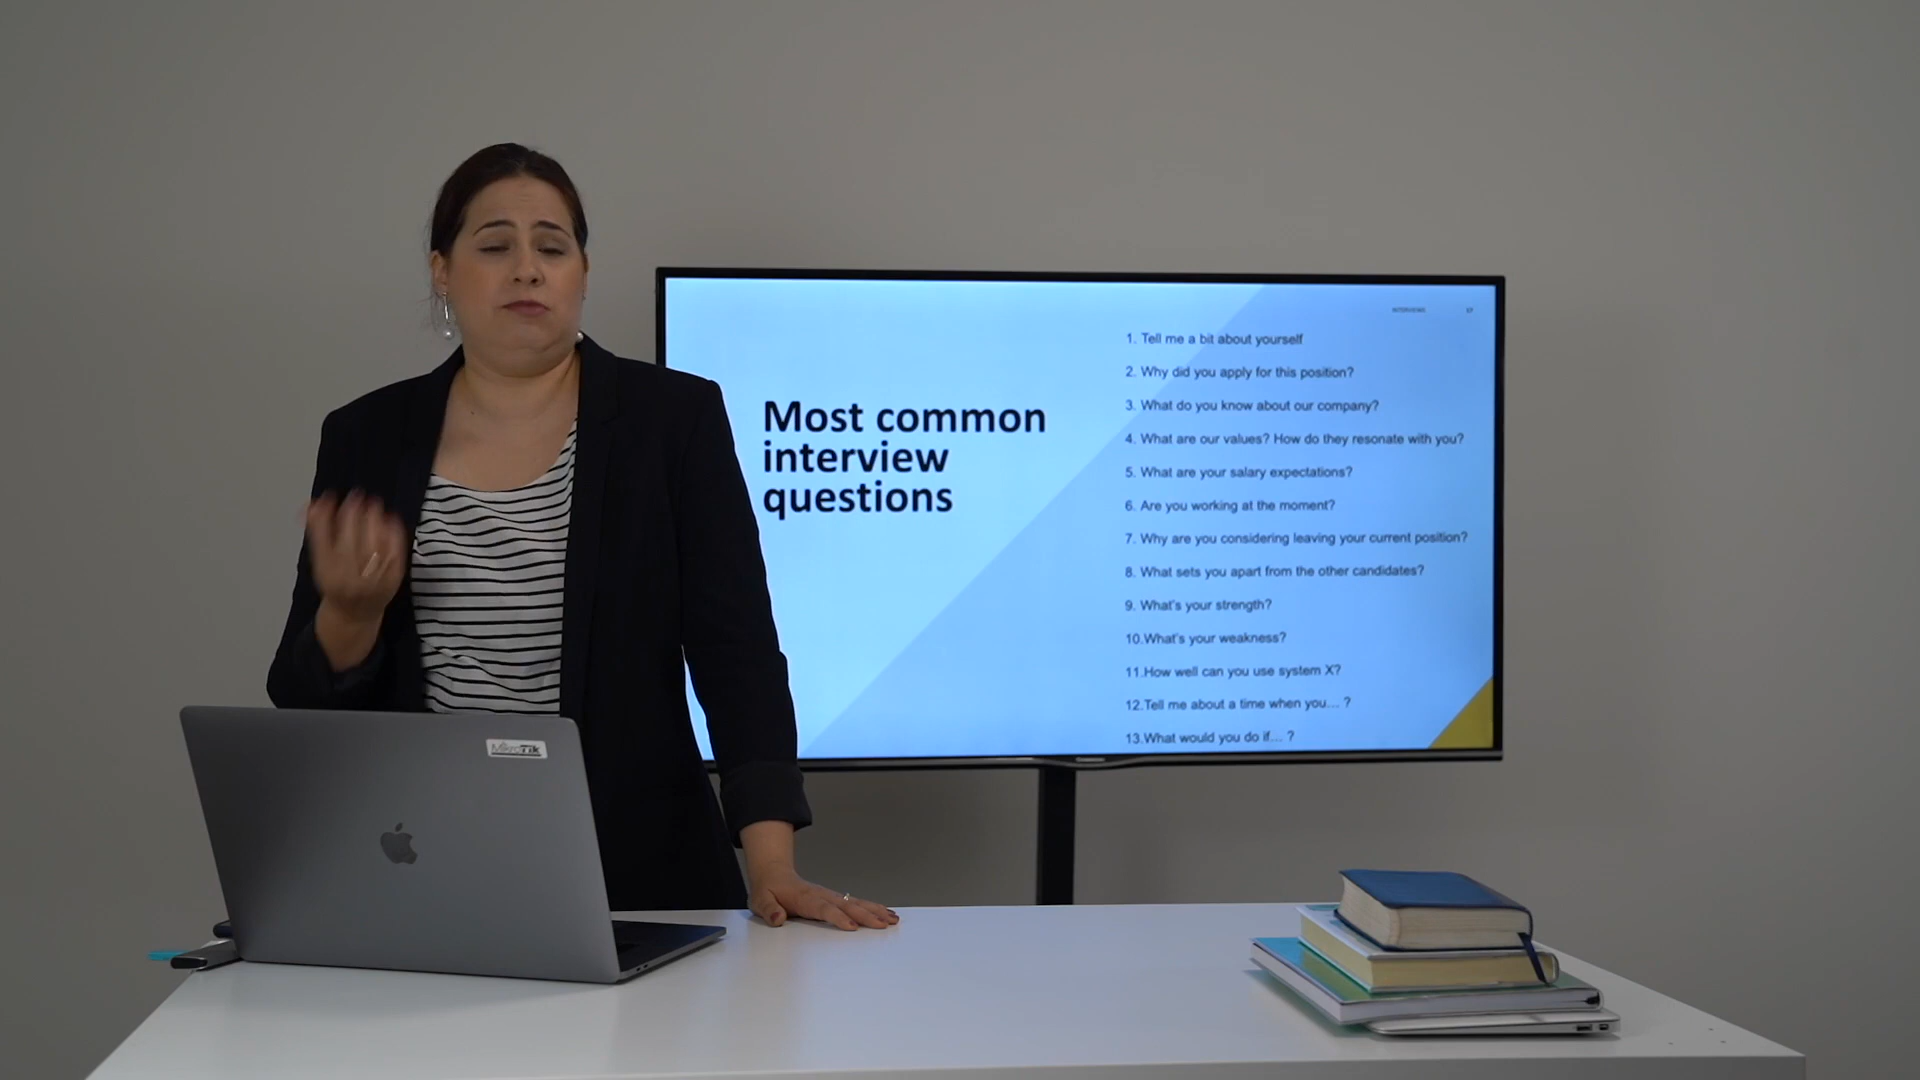 INTERVIEWS 17
Most common
interview
questions
1. Tell me a bit about yourself
2. Why did you apply for this position?
3. What do you know about our company?
4. What are our values? How do they resonate with you?
5. What are your salary expectations?
6. Are you working at the moment?
7. Why are you considering leaving your current position?
8. What sets you apart from the other candidates?
9. What's your strength?
10.What's your weakness?
11.How well can you use system X?
12.Tell me about a time when you... ?
13.What would you do if... ?
MikroTik